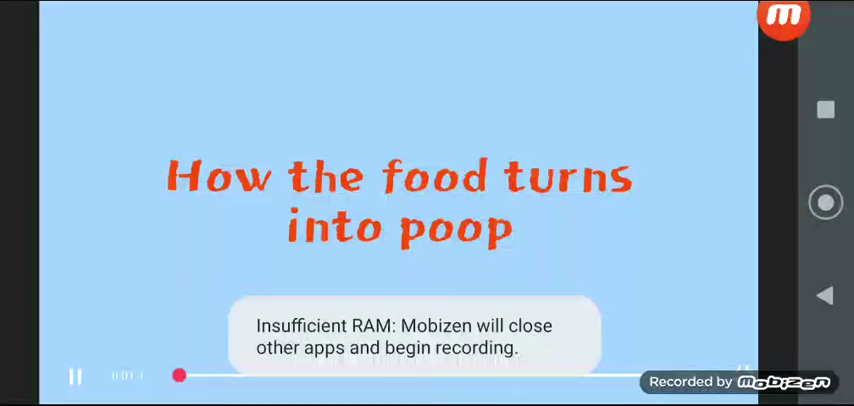 How the food turns
into poop
Insufficient RAM: Mobizen will close
other apps and begin recording.
Recorded by mobizen